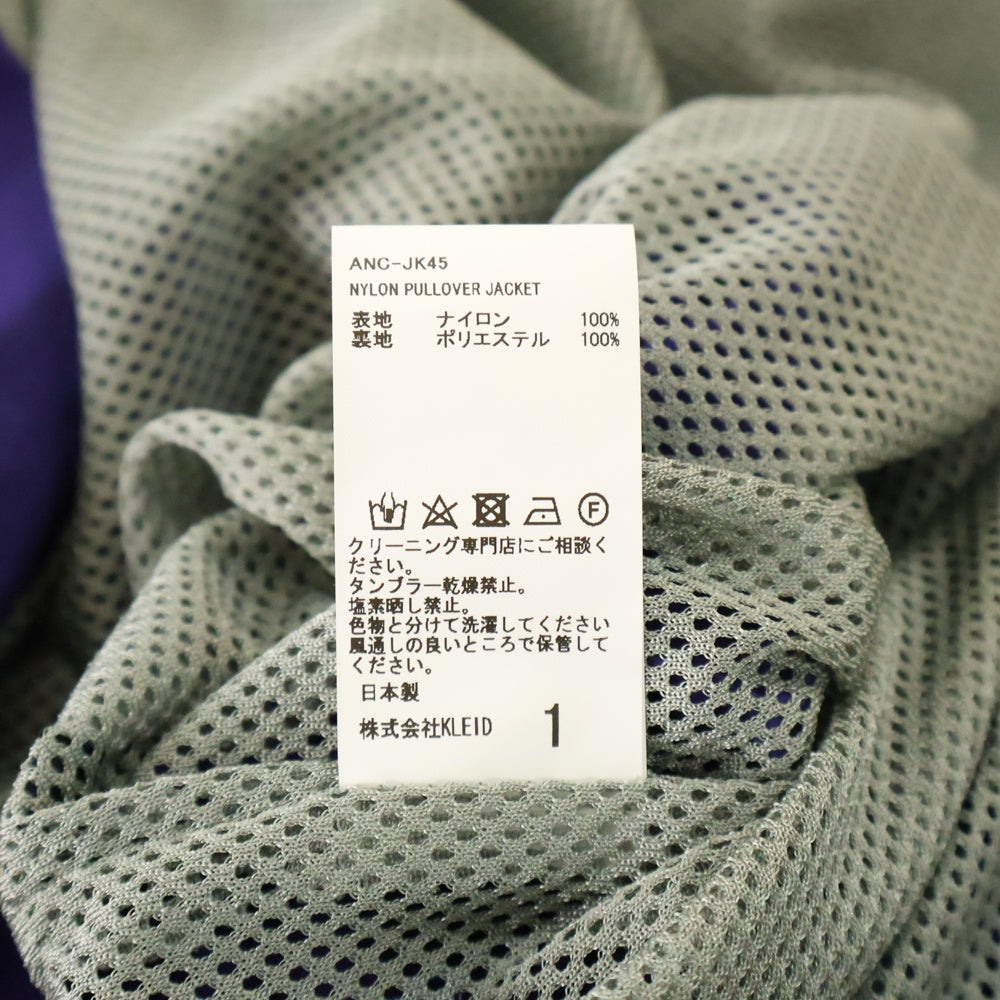 ANC-JK45
NYLON PULLOVER JACKET
表地 ナイロン 100%
裏地 ポリエステル 100%
F
クリーニング専門店にご相談く
ださい。
タンブラー乾燥禁止。
塩素晒し禁止。
色物と分けて洗濯してください
風通しの良いところで保管して
ください。
日本製
株式会社KLEID 1